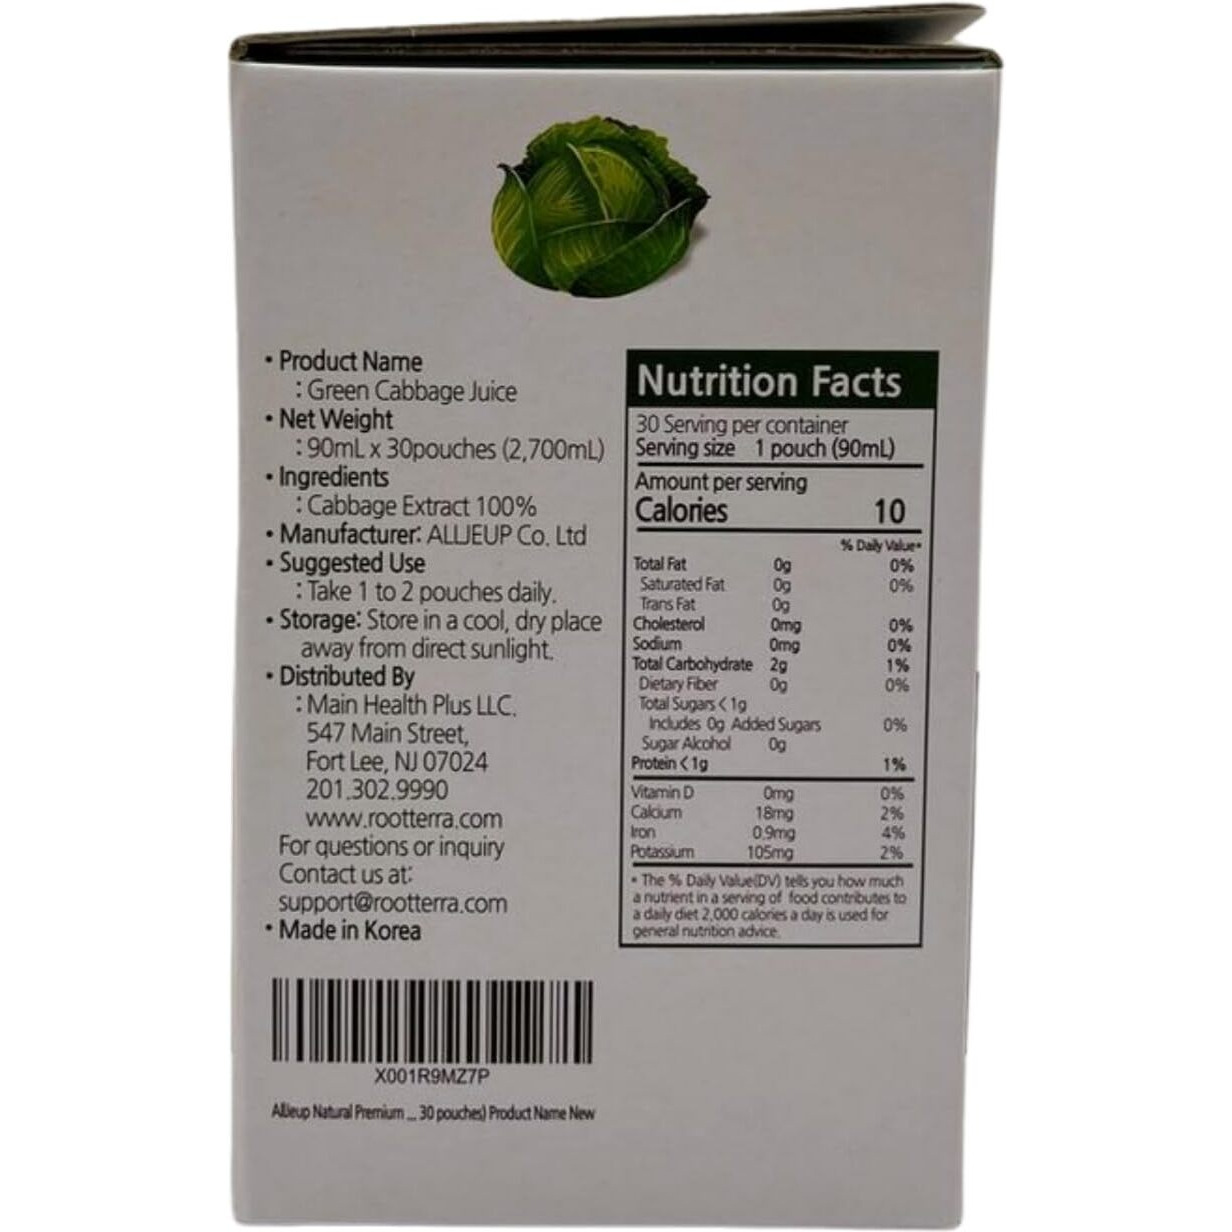 • Product Name
: Green Cabbage Juice
• Net Weight
: 90mL x 30pouches (2,700mL)
• Ingredients
: Cabbage Extract 100%
• Manufacturer: ALLJEUP Co. Ltd
• Suggested Use
: Take 1 to 2 pouches daily.
• Storage: Store in a cool, dry place
away from direct sunlight.
• Distributed By
: Main Health Plus LLC.
547 Main Street,
Fort Lee, NJ 07024
201.302.9990
www.rootterra.com
For questions or inquiry
Contact us at:
support@rootterra.com
• Made in Korea
X001R9MZ7P
Alljeup Natural Premium ... 30 pouches) Product Name New
Nutrition Facts
30 Serving per container
Serving size 1 pouch (90mL)
Amount per serving
Calories 10
% Daily Value*
Total Fat 0g 0%
Saturated Fat 0g 0%
Trans Fat 0g
Cholesterol 0mg 0%
Sodium 0mg 0%
Total Carbohydrate 2g 1%
Dietary Fiber 0g 0%
Total Sugars < 1g
Includes 0g Added Sugars 0%
Sugar Alcohol 0g
Protein < 1g 1%
Vitamin D 0mg 0%
Calcium 18mg 2%
Iron 0.9mg 4%
Potassium 105mg 2%
* The % Daily Value(DV) tells you how much
a nutrient in a serving of food contributes to
a daily diet 2,000 calories a day is used for
general nutrition advice.